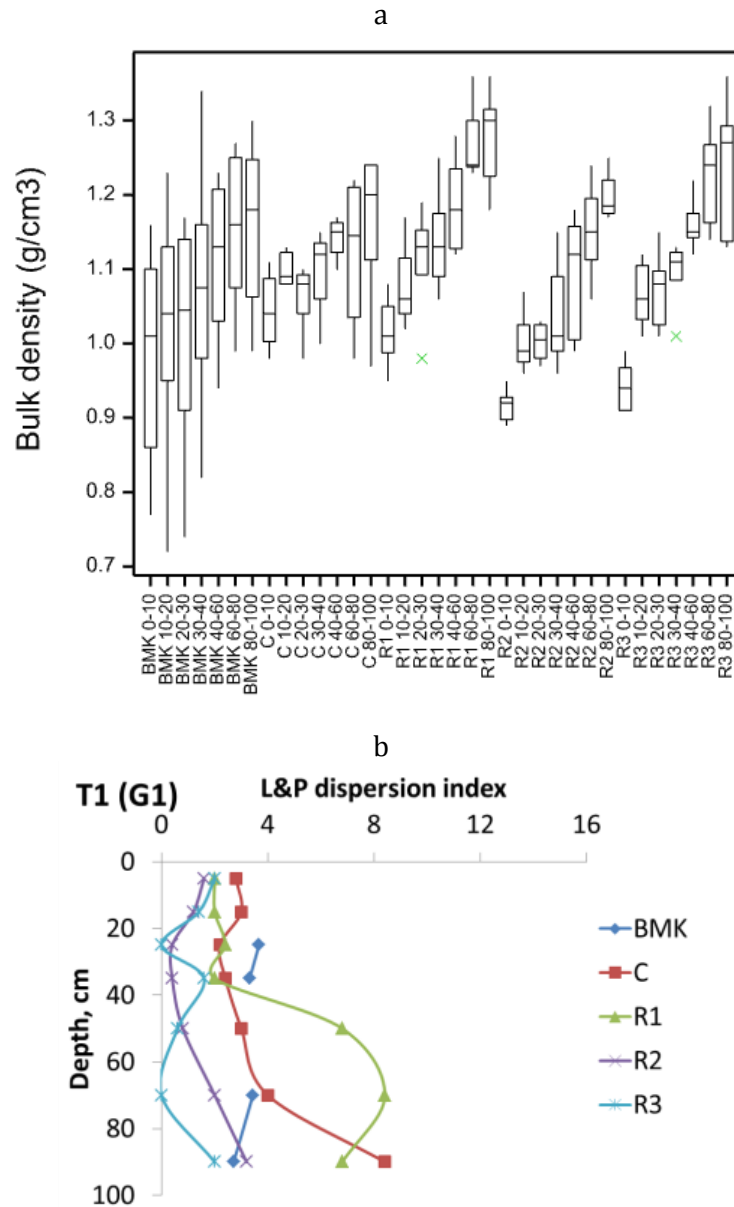 a
Bulk density (g/cm3)
1.3
1.2
1.1
1.0
0.9
0.8
0.7
BMK 0-10
BMK 10-20
BMK 20-30
BMK 30-40
BMK 40-60
BMK 60-80
BMK 80-100
C 0-10
C 10-20
C 20-30
C 30-40
C 40-60
C 60-80
C 80-100
R1 0-10
R1 10-20
R1 20-30
R1 30-40
R1 40-60
R1 60-80
R1 80-100
R2 0-10
R2 10-20
R2 20-30
R2 30-40
R2 40-60
R2 60-80
R2 80-100
R3 0-10
R3 10-20
R3 20-30
R3 30-40
R3 40-60
R3 60-80
R3 80-100
b
T1 (G1)
L&P dispersion index
0 4 8 12 16
Depth, cm
0
20
40
60
80
100
BMK
C
R1
R2
R3